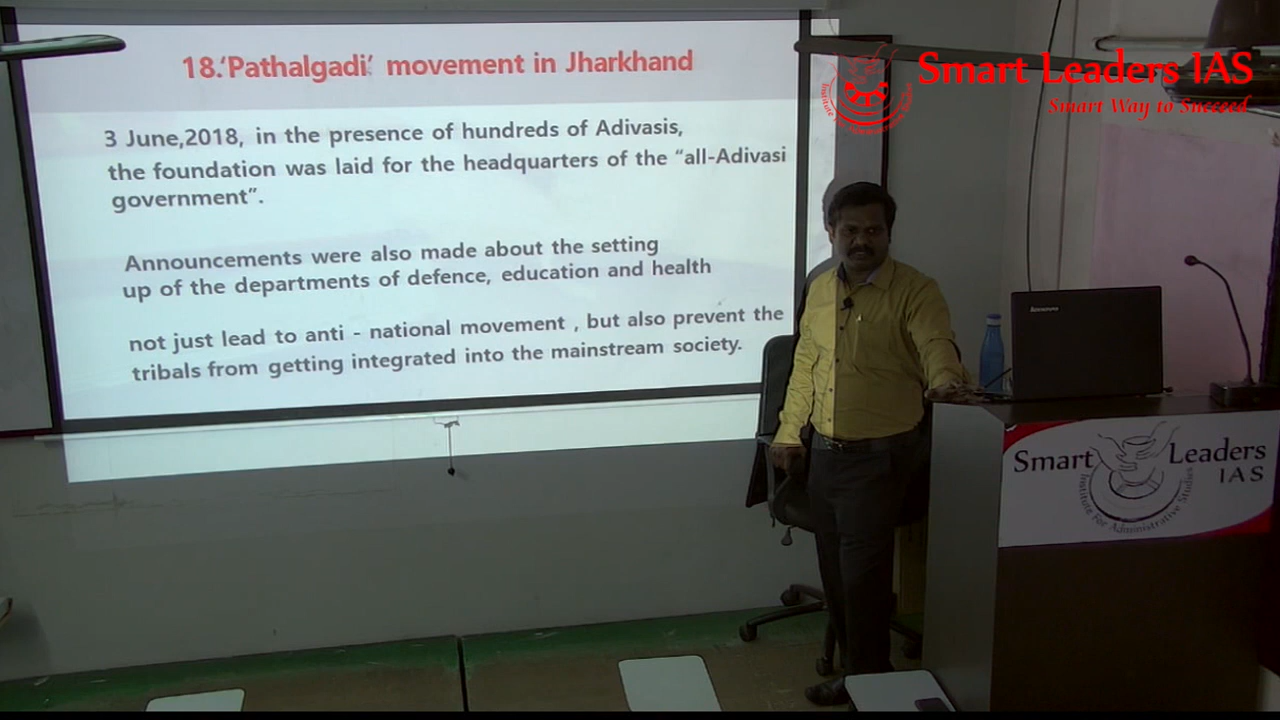 18.'Pathalgadi' movement in Jharkhand
3 June,2018, in the presence of hundreds of Adivasis,
the foundation was laid for the headquarters of the "all-Adivasi
government".
Announcements were also made about the setting
up of the departments of defence, education and health
not just lead to anti - national movement , but also prevent the
tribals from getting integrated into the mainstream society.
Smart Leaders IAS
Smart Way to Succeed
Institute For Administrative Studies
lenovo
Smart Leaders
IAS
Institute For Administrative Studies